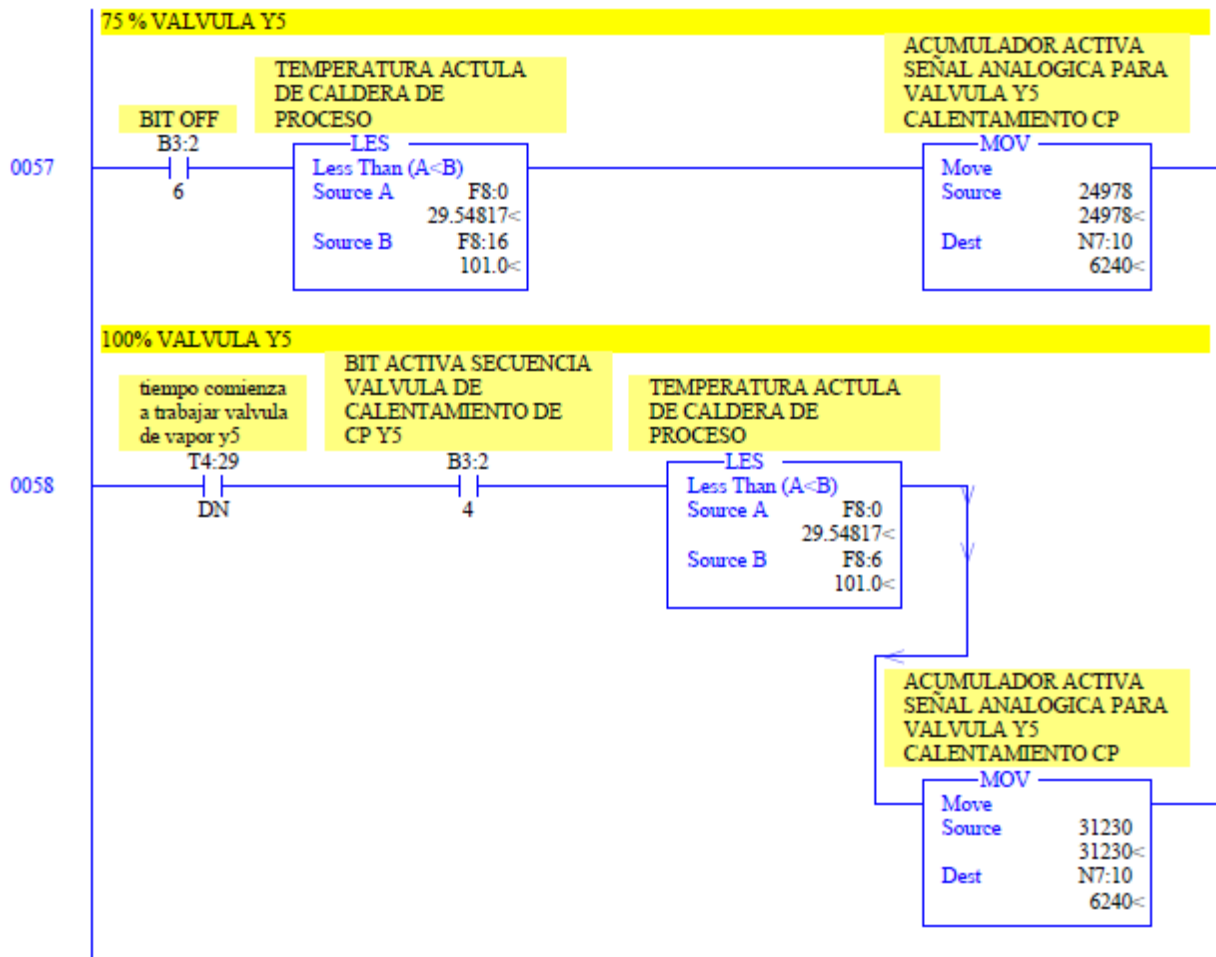 75 % VALVULA Y5
ACUMULADOR ACTIVA
SEÑAL ANALOGICA PARA
VALVULA Y5
CALENTAMIENTO CP
TEMPERATURA ACTULA
DE CALDERA DE
PROCESO
BIT OFF
B3:2
6
0057
LES
Less Than (A<B)
Source A F8:0
29.54817<
Source B F8:16
101.0<
MOV
Move
Source 24978
24978<
Dest N7:10
6240<
100% VALVULA Y5
tiempo comienza
a trabajar valvula
de vapor y5
T4:29
DN
BIT ACTIVA SECUENCIA
VALVULA DE
CALENTAMIENTO DE
CP Y5
B3:2
4
TEMPERATURA ACTULA
DE CALDERA DE
PROCESO
0058
LES
Less Than (A<B)
Source A F8:0
29.54817<
Source B F8:6
101.0<
ACUMULADOR ACTIVA
SEÑAL ANALOGICA PARA
VALVULA Y5
CALENTAMIENTO CP
MOV
Move
Source 31230
31230<
Dest N7:10
6240<